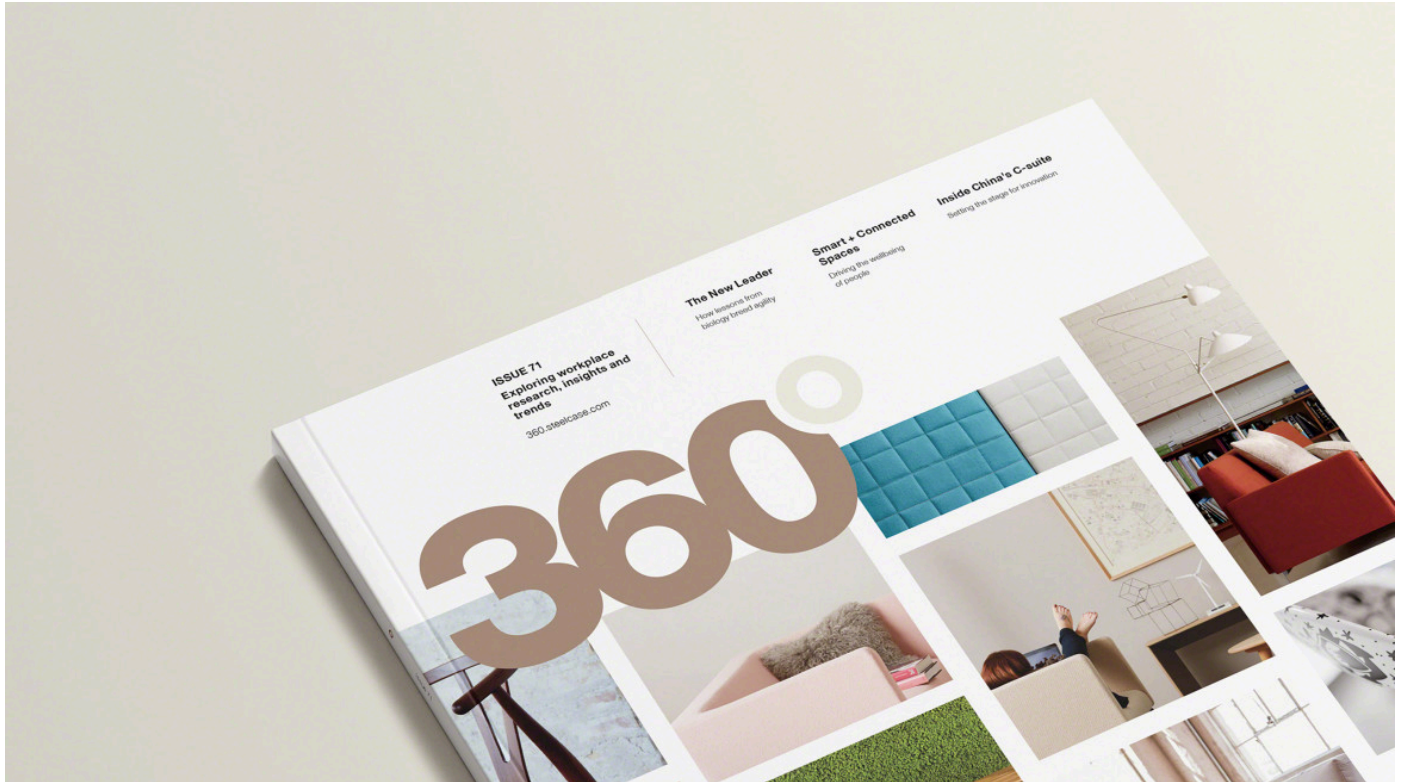 ISSUE 71
Exploring workplace
research, insights and
trends
360.steelcase.com
The New Leader
How lessons from
biology breed agility
Smart + Connected
Spaces
Driving the wellbeing
of people
Inside China's C-suite
Setting the stage for innovation
360°